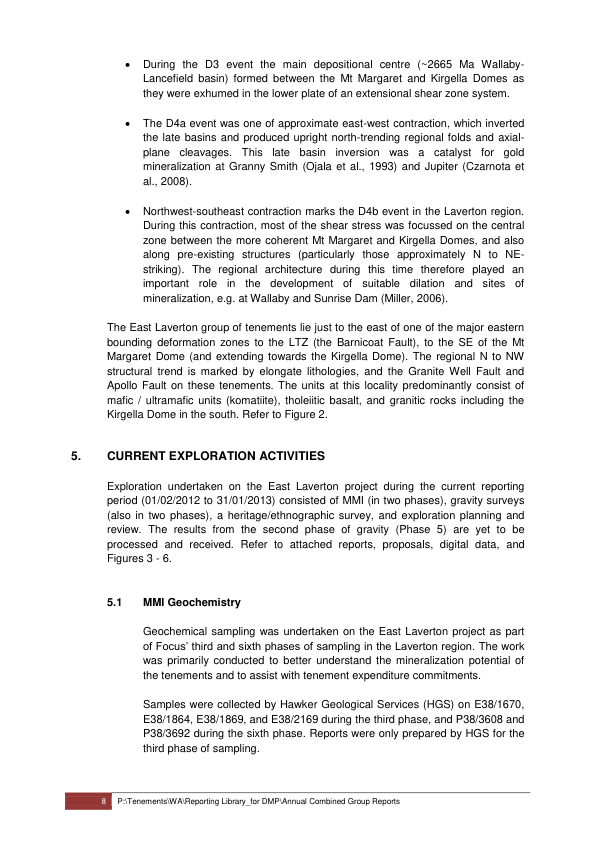 • During the D3 event the main depositional centre (~2665 Ma Wallaby-
Lancefield basin) formed between the Mt Margaret and Kirgella Domes as
they were exhumed in the lower plate of an extensional shear zone system.
• The D4a event was one of approximate east-west contraction, which inverted
the late basins and produced upright north-trending regional folds and axial-
plane cleavages. This late basin inversion was a catalyst for gold
mineralization at Granny Smith (Ojala et al., 1993) and Jupiter (Czarnota et
al., 2008).
• Northwest-southeast contraction marks the D4b event in the Laverton region.
During this contraction, most of the shear stress was focussed on the central
zone between the more coherent Mt Margaret and Kirgella Domes, and also
along pre-existing structures (particularly those approximately N to NE-
striking). The regional architecture during this time therefore played an
important role in the development of suitable dilation and sites of
mineralization, e.g. at Wallaby and Sunrise Dam (Miller, 2006).
The East Laverton group of tenements lie just to the east of one of the major eastern
bounding deformation zones to the LTZ (the Barnicoat Fault), to the SE of the Mt
Margaret Dome (and extending towards the Kirgella Dome). The regional N to NW
structural trend is marked by elongate lithologies, and the Granite Well Fault and
Apollo Fault on these tenements. The units at this locality predominantly consist of
mafic / ultramafic units (komatiite), tholeiitic basalt, and granitic rocks including the
Kirgella Dome in the south. Refer to Figure 2.
5. CURRENT EXPLORATION ACTIVITIES
Exploration undertaken on the East Laverton project during the current reporting
period (01/02/2012 to 31/01/2013) consisted of MMI (in two phases), gravity surveys
(also in two phases), a heritage/ethnographic survey, and exploration planning and
review. The results from the second phase of gravity (Phase 5) are yet to be
processed and received. Refer to attached reports, proposals, digital data, and
Figures 3 - 6.
5.1 MMI Geochemistry
Geochemical sampling was undertaken on the East Laverton project as part
of Focus' third and sixth phases of sampling in the Laverton region. The work
was primarily conducted to better understand the mineralization potential of
the tenements and to assist with tenement expenditure commitments.
Samples were collected by Hawker Geological Services (HGS) on E38/1670,
E38/1864, E38/1869, and E38/2169 during the third phase, and P38/3608 and
P38/3692 during the sixth phase. Reports were only prepared by HGS for the
third phase of sampling.
8 P:\Tenements\WA\Reporting Library_for DMP\Annual Combined Group Reports